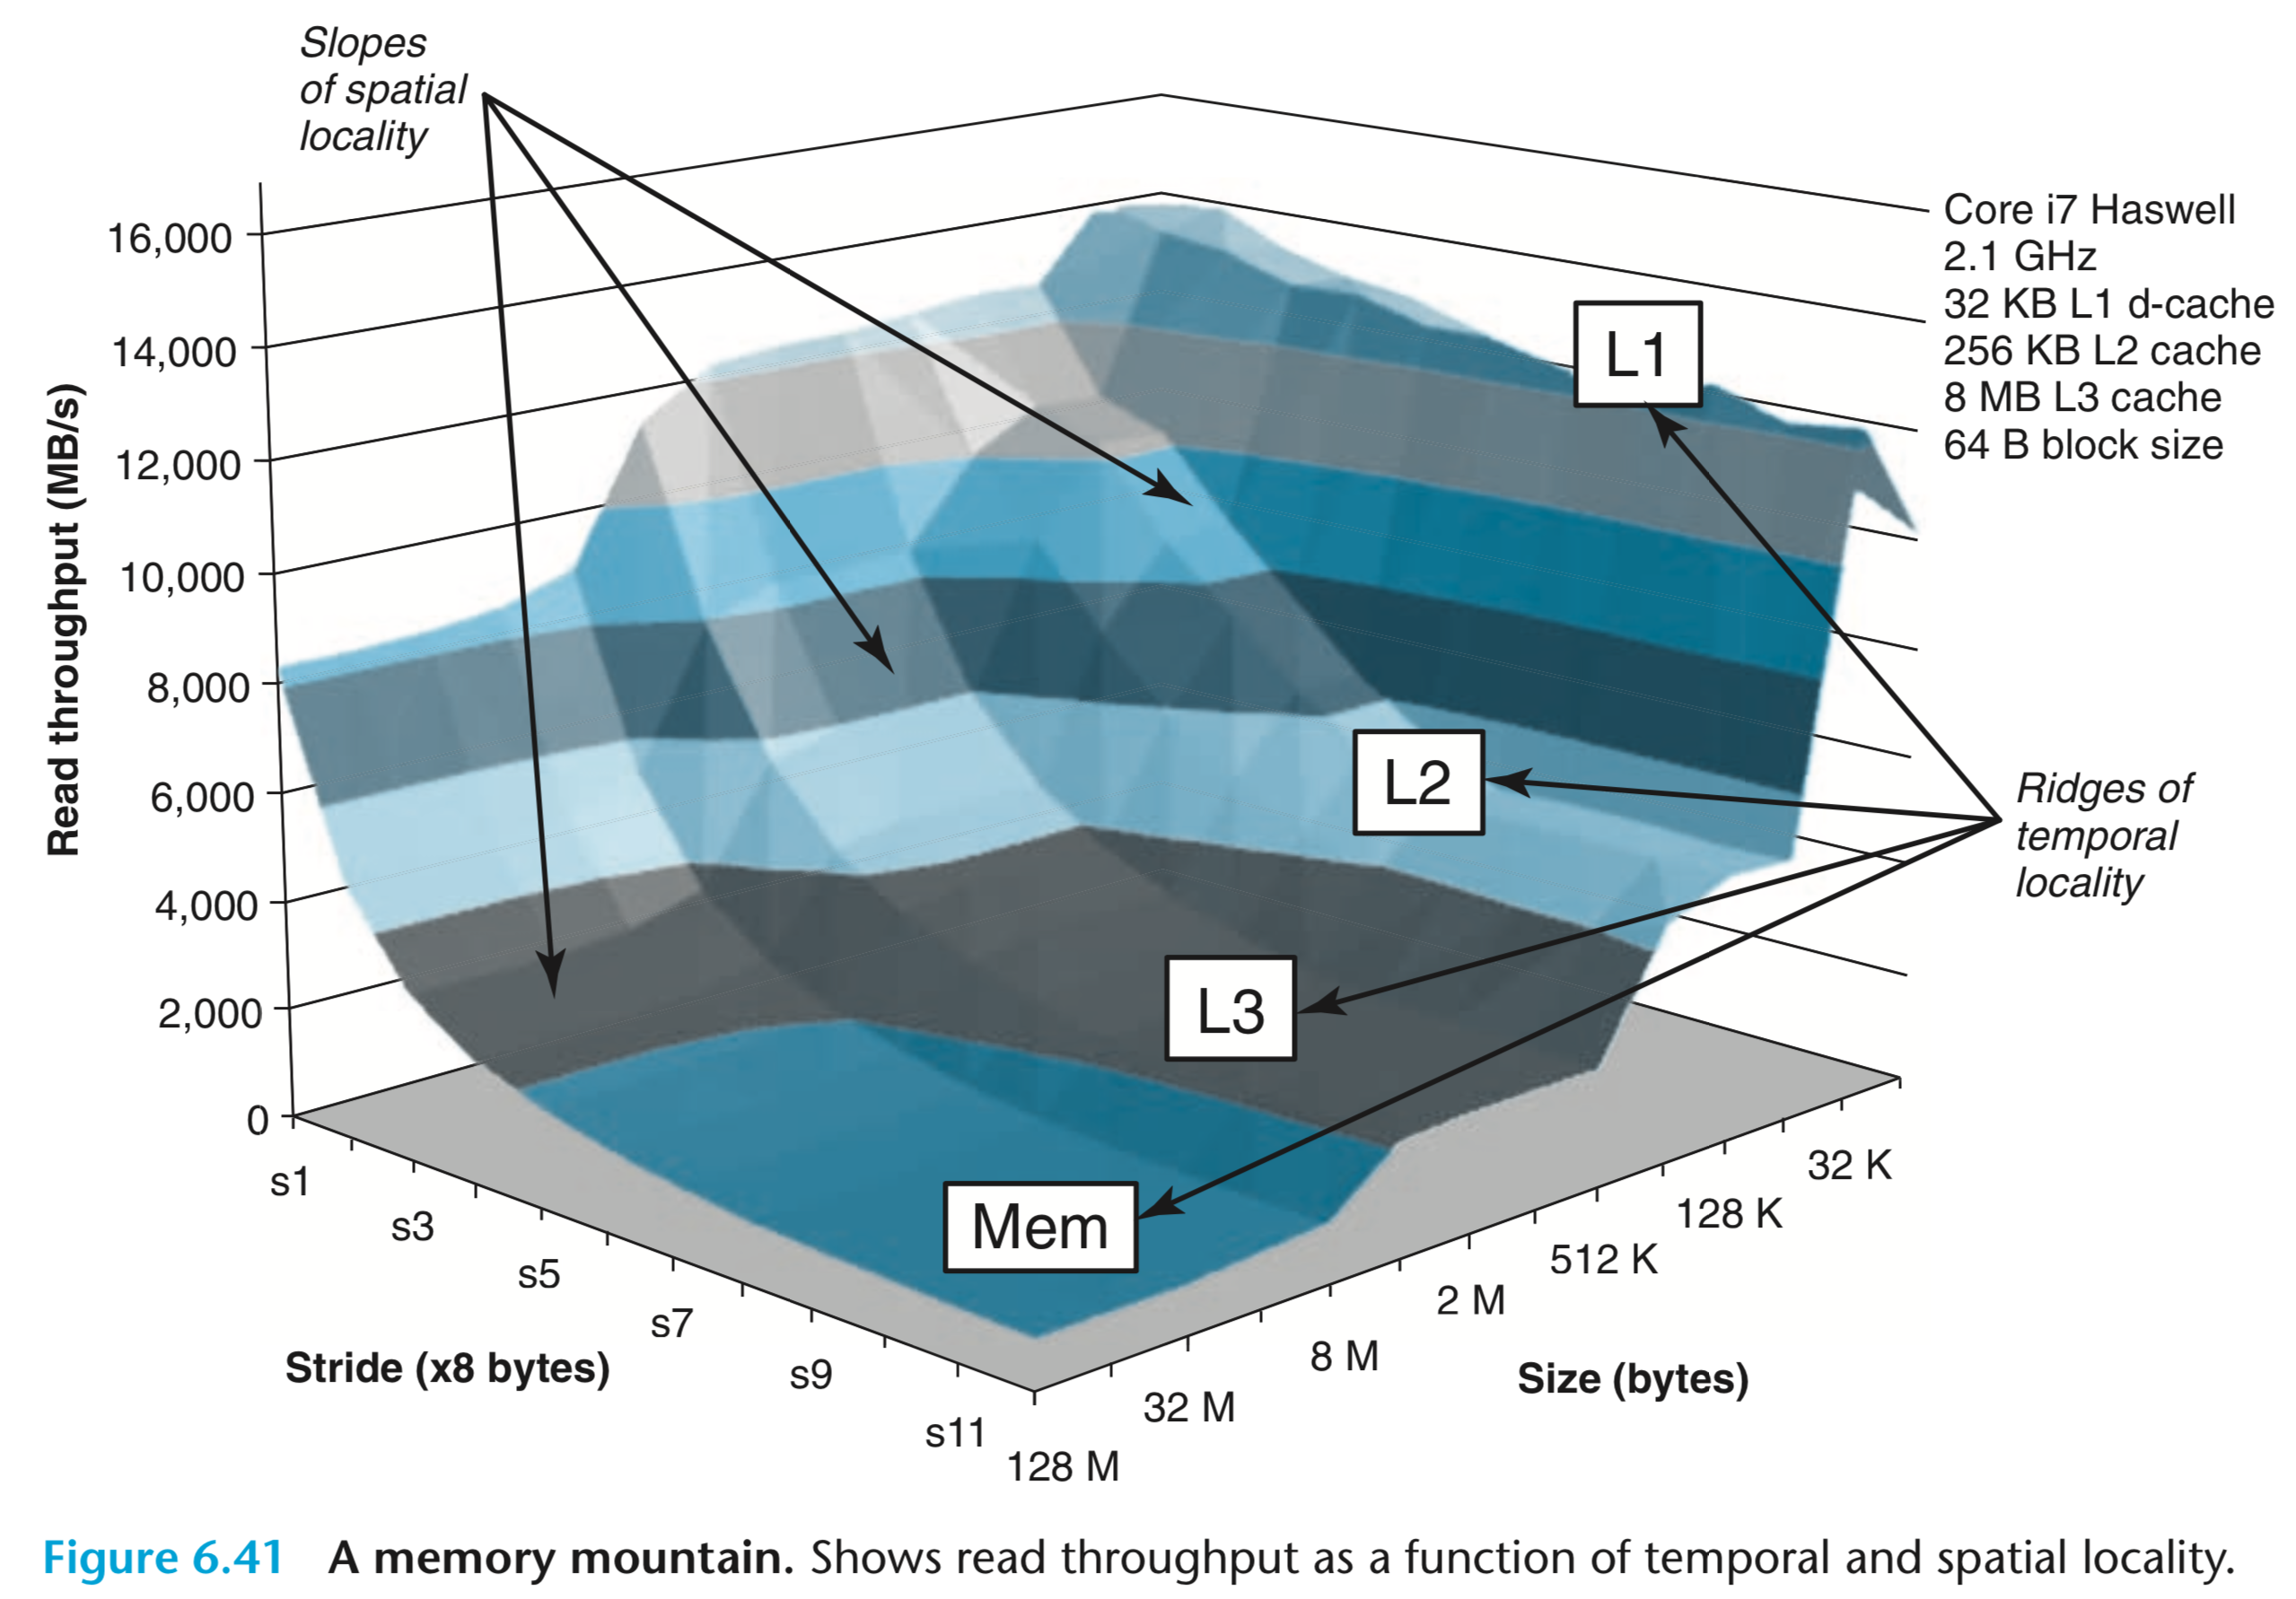 Slopes
of spatial
locality
16,000
14,000
12,000
10,000
8,000
6,000
4,000
2,000
0
Read throughput (MB/s)
Core i7 Haswell
2.1 GHz
32 KB L1 d-cache
256 KB L2 cache
8 MB L3 cache
64 B block size
L1
L2
L3
Mem
Ridges of
temporal
locality
s1
s3
s5
s7
s9
s11
Stride (x8 bytes)
128 M
32 M
8 M
2 M
512 K
128 K
32 K
Size (bytes)
Figure 6.41 A memory mountain. Shows read throughput as a function of temporal and spatial locality.